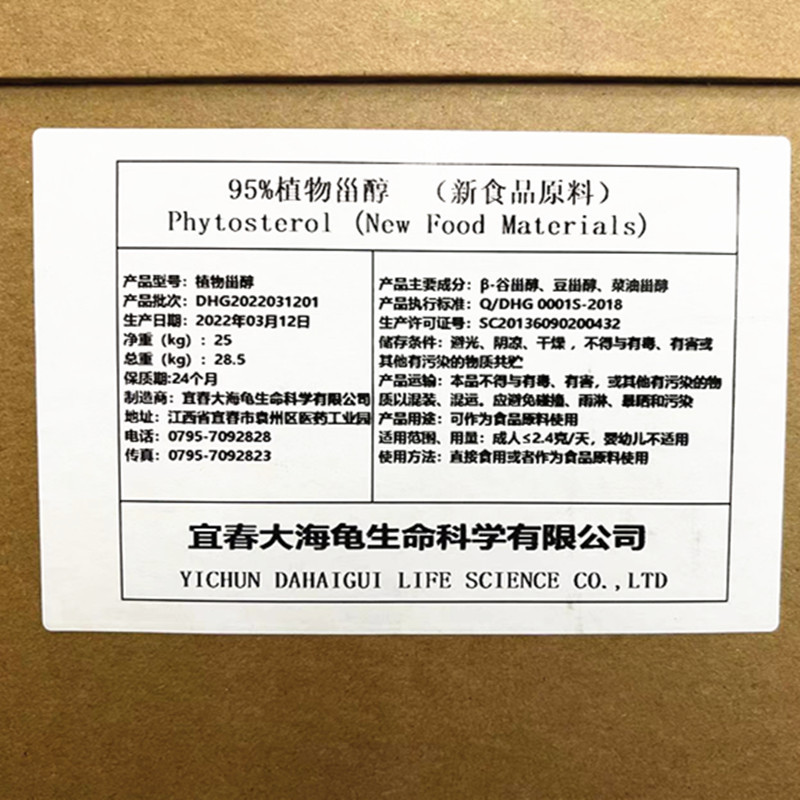 95%植物甾醇 （新食品原料）
Phytosterol (New Food Materials)
产品型号：植物甾醇
产品批次：DHG2022031201
生产日期：2022年03月12日
净重（kg）：25
总重（kg）：28.5
保质期:24个月
制造商：宜春大海龟生命科学有限公司
地址：江西省宜春市袁州区医药工业园
电话：0795-7092828
传真：0795-7092823
产品主要成分：β-谷甾醇、豆甾醇、菜油甾醇
产品执行标准：Q/DHG 0001S-2018
生产许可证号：SC20136090200432
储存条件：避光、阴凉、干燥，不得与有毒、有害或
其他有污染的物质共贮
产品运输：本品不得与有毒、有害，或其他有污染的物
质以混装、混运。应避免碰撞、雨淋、暴晒和污染
产品用途：可作为食品原料使用
适用范围、用量：成人≤2.4克/天，婴幼儿不适用
使用方法：直接食用或者作为食品原料使用
宜春大海龟生命科学有限公司
YICHUN DAHAIGUI LIFE SCIENCE CO.,LTD